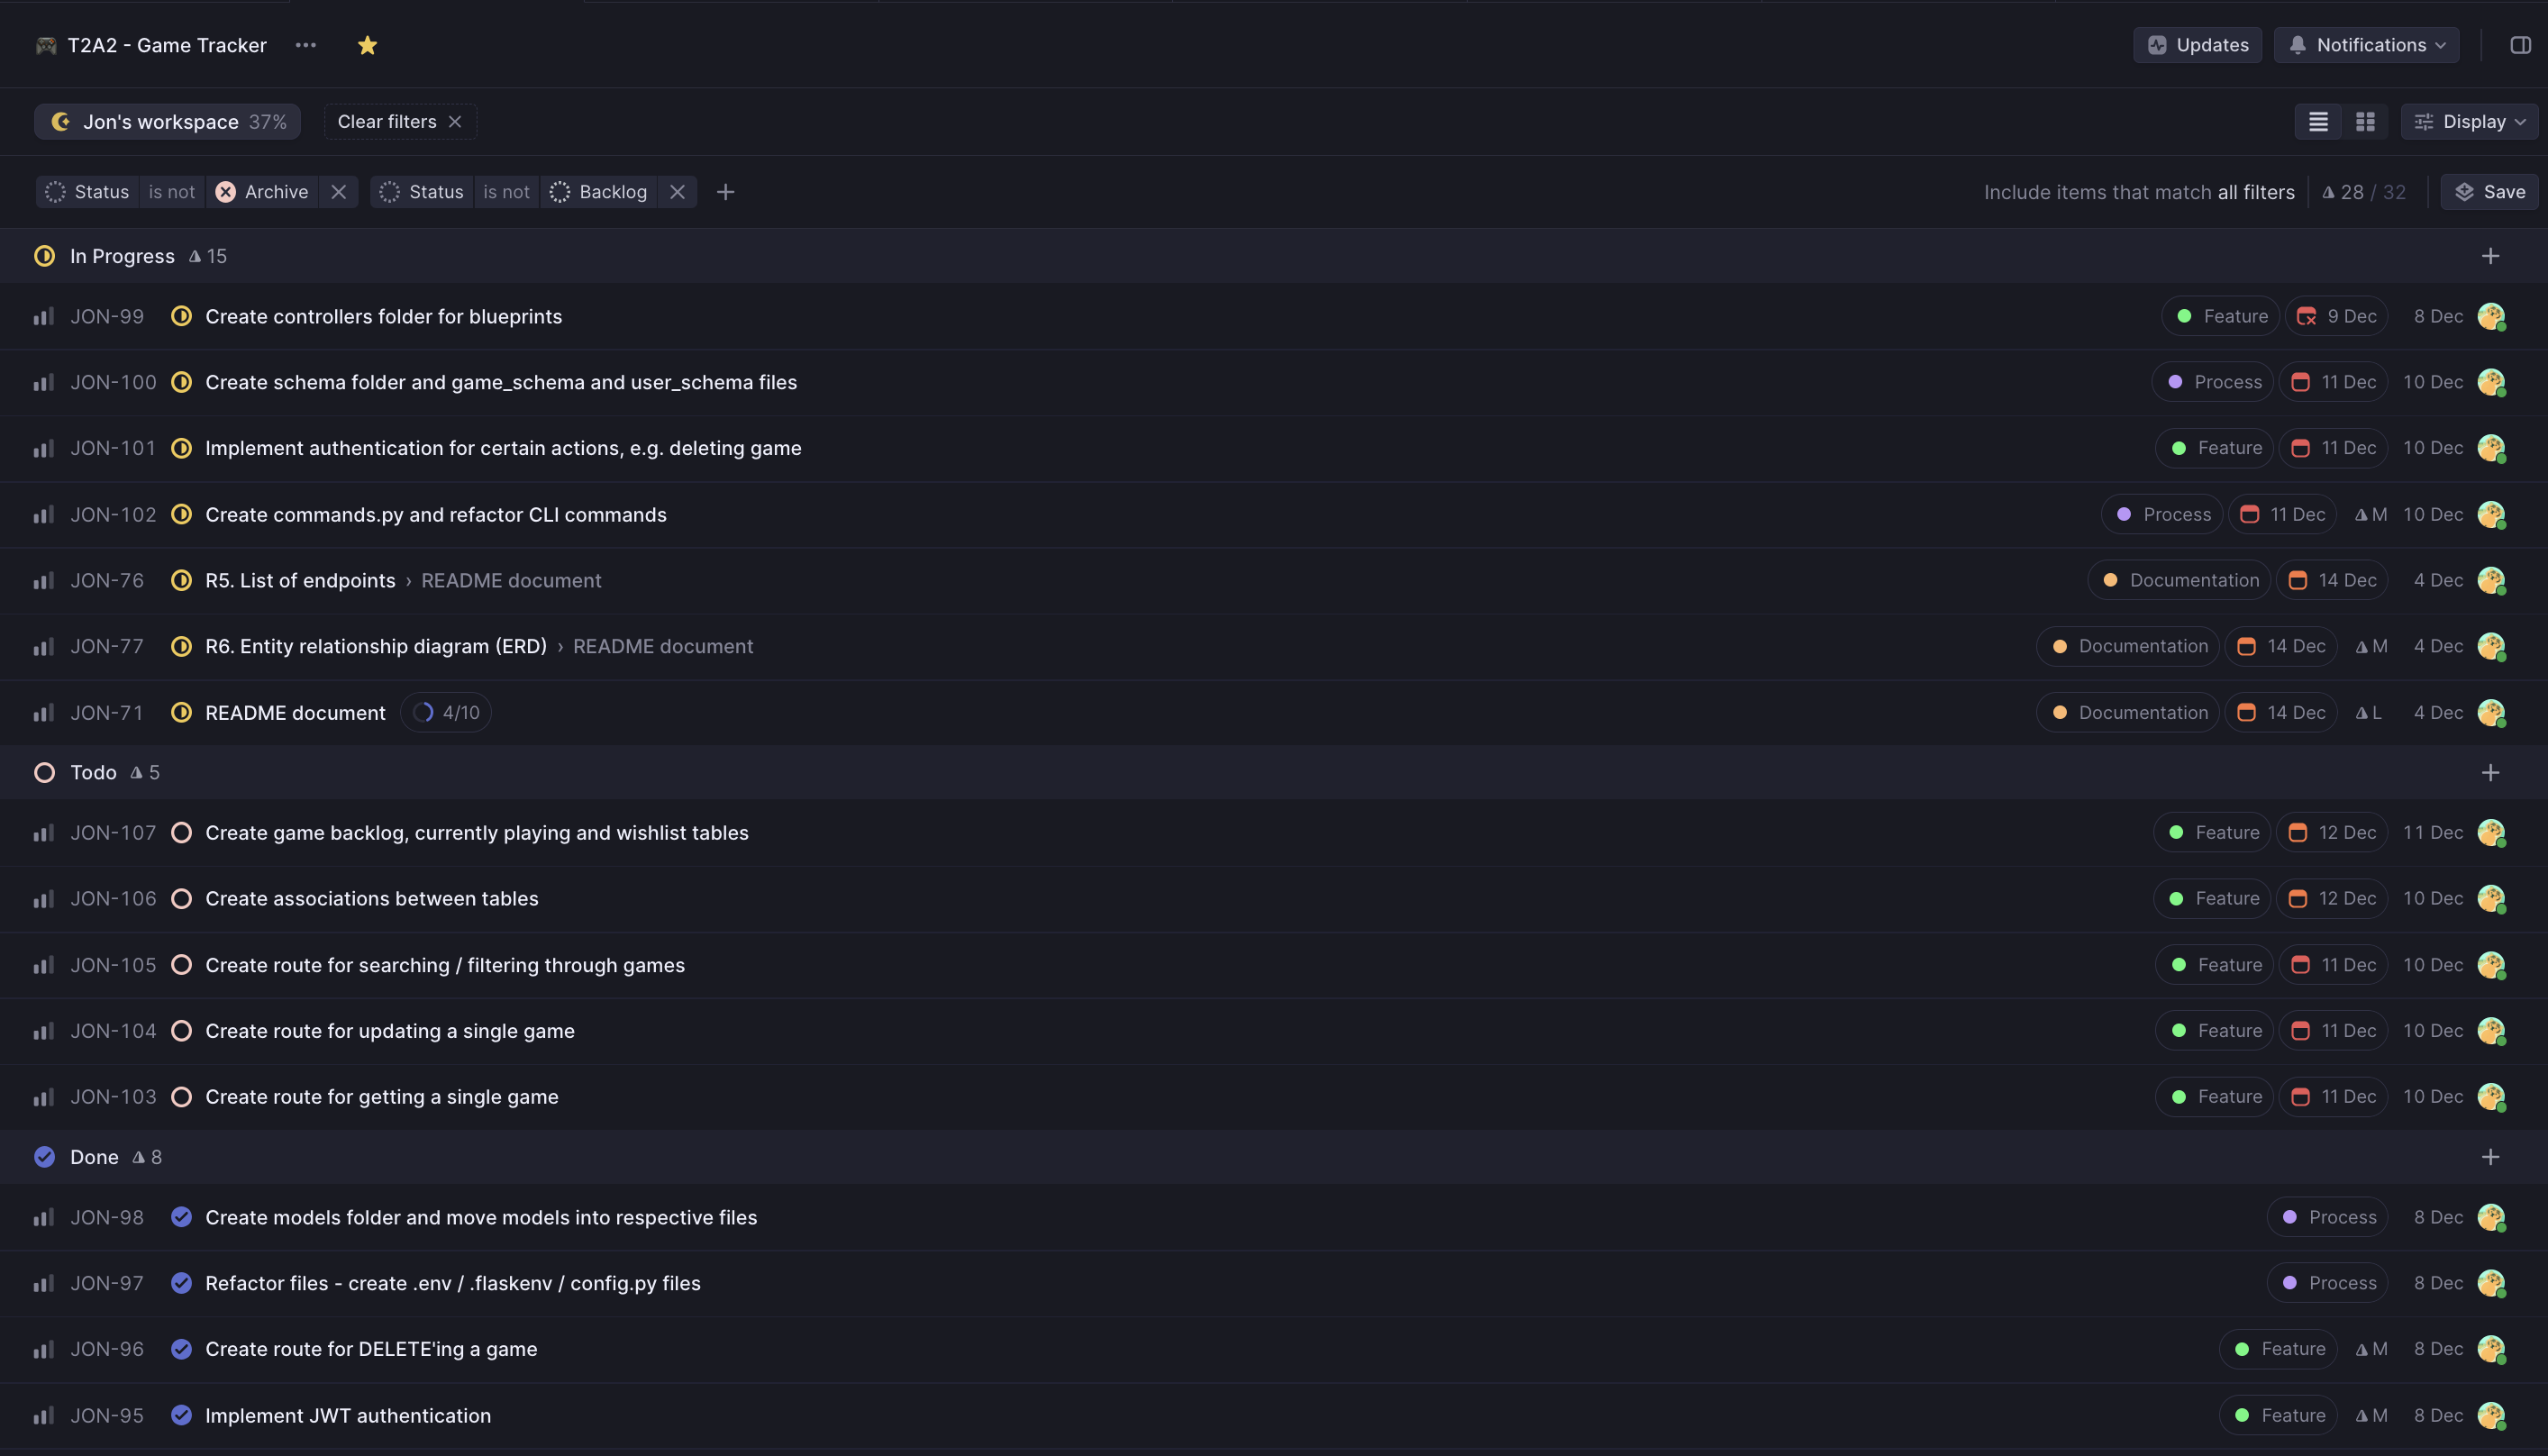 T2A2 - Game Tracker Updates Notifications
Jon's workspace 37% Clear filters Display
Status is not Archive Status is not Backlog Include items that match all filters 28 / 32 Save
In Progress 15
JON-99 Create controllers folder for blueprints Feature 9 Dec 8 Dec
JON-100 Create schema folder and game_schema and user_schema files Process 11 Dec 10 Dec
JON-101 Implement authentication for certain actions, e.g. deleting game Feature 11 Dec 10 Dec
JON-102 Create commands.py and refactor CLI commands Process 11 Dec M 10 Dec
JON-76 R5. List of endpoints › README document Documentation 14 Dec 4 Dec
JON-77 R6. Entity relationship diagram (ERD) › README document Documentation 14 Dec M 4 Dec
JON-71 README document 4/10 Documentation 14 Dec L 4 Dec
Todo 5
JON-107 Create game backlog, currently playing and wishlist tables Feature 12 Dec 11 Dec
JON-106 Create associations between tables Feature 12 Dec 10 Dec
JON-105 Create route for searching / filtering through games Feature 11 Dec 10 Dec
JON-104 Create route for updating a single game Feature 11 Dec 10 Dec
JON-103 Create route for getting a single game Feature 11 Dec 10 Dec
Done 8
JON-98 Create models folder and move models into respective files Process 8 Dec
JON-97 Refactor files - create .env / .flaskenv / config.py files Process 8 Dec
JON-96 Create route for DELETE'ing a game Feature M 8 Dec
JON-95 Implement JWT authentication Feature M 8 Dec